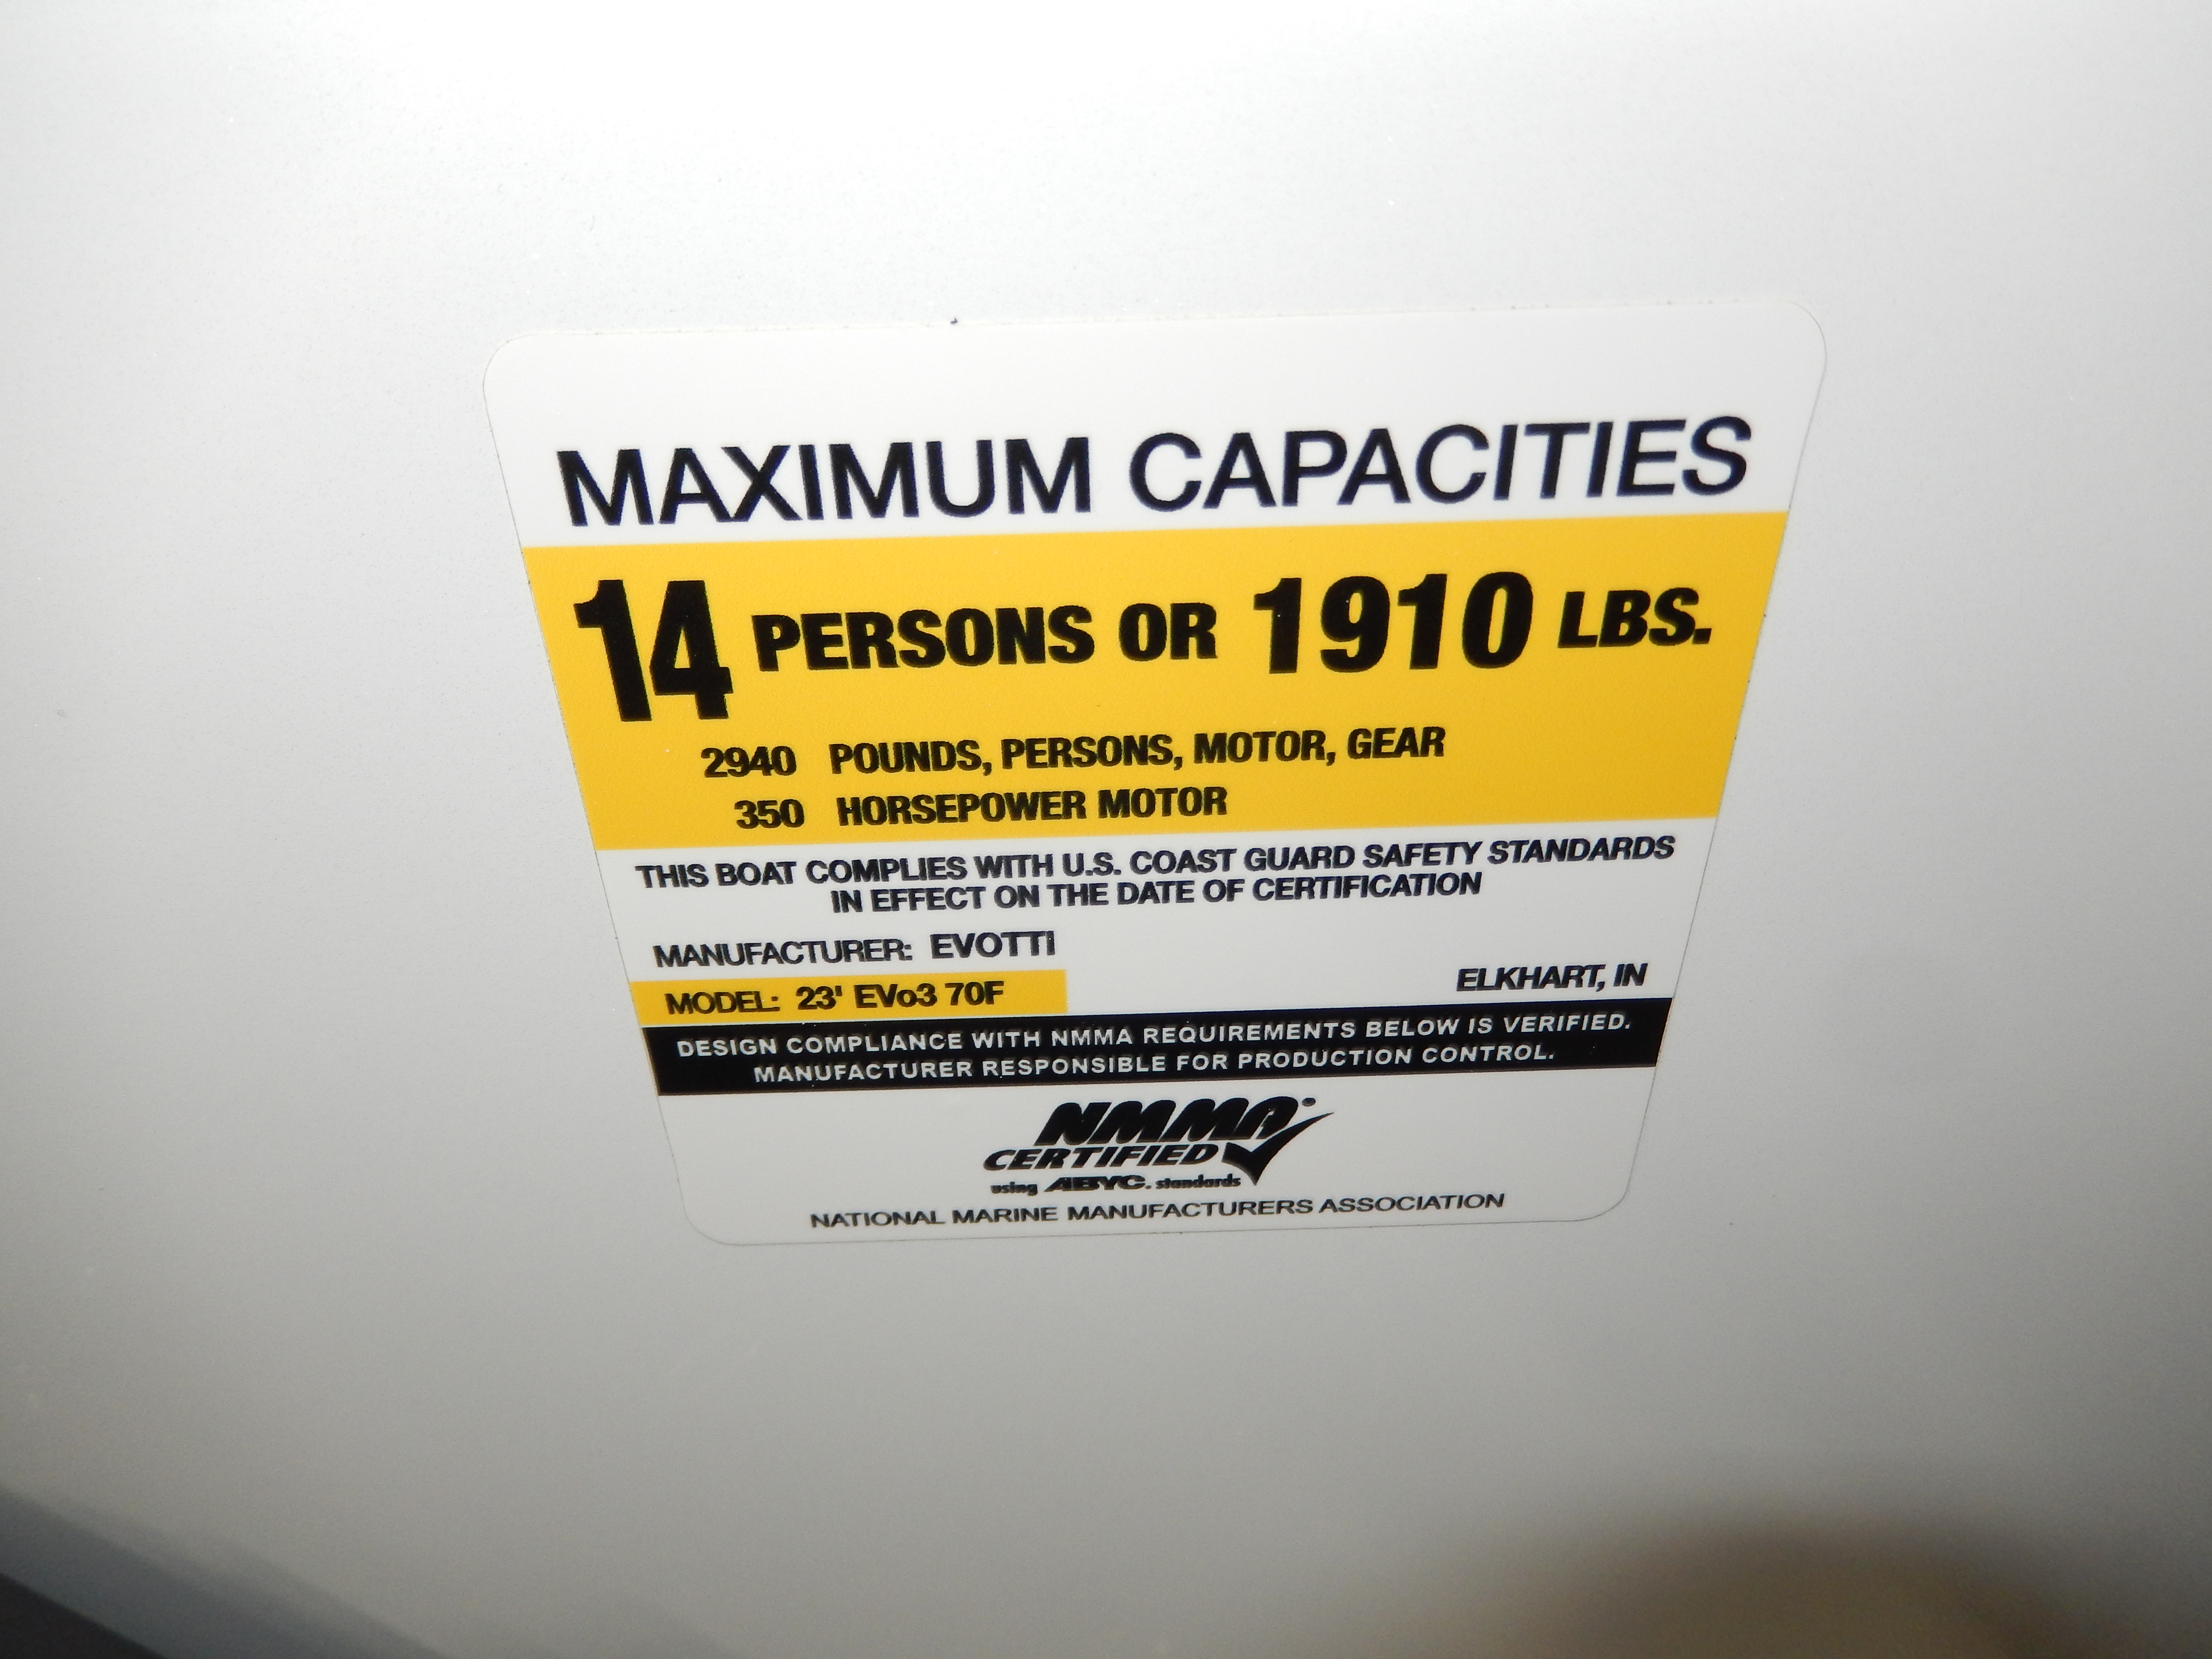 MAXIMUM CAPACITIES
14 PERSONS OR 1910 LBS.
2940 POUNDS, PERSONS, MOTOR, GEAR
350 HORSEPOWER MOTOR
THIS BOAT COMPLIES WITH U.S. COAST GUARD SAFETY STANDARDS
IN EFFECT ON THE DATE OF CERTIFICATION
MANUFACTURER: EVOTTI
MODEL: 23' EVo3 70F
ELKHART, IN
DESIGN COMPLIANCE WITH NMMA REQUIREMENTS BELOW IS VERIFIED.
MANUFACTURER RESPONSIBLE FOR PRODUCTION CONTROL.
NMMA®
CERTIFIED
using ABYC. standards
NATIONAL MARINE MANUFACTURERS ASSOCIATION